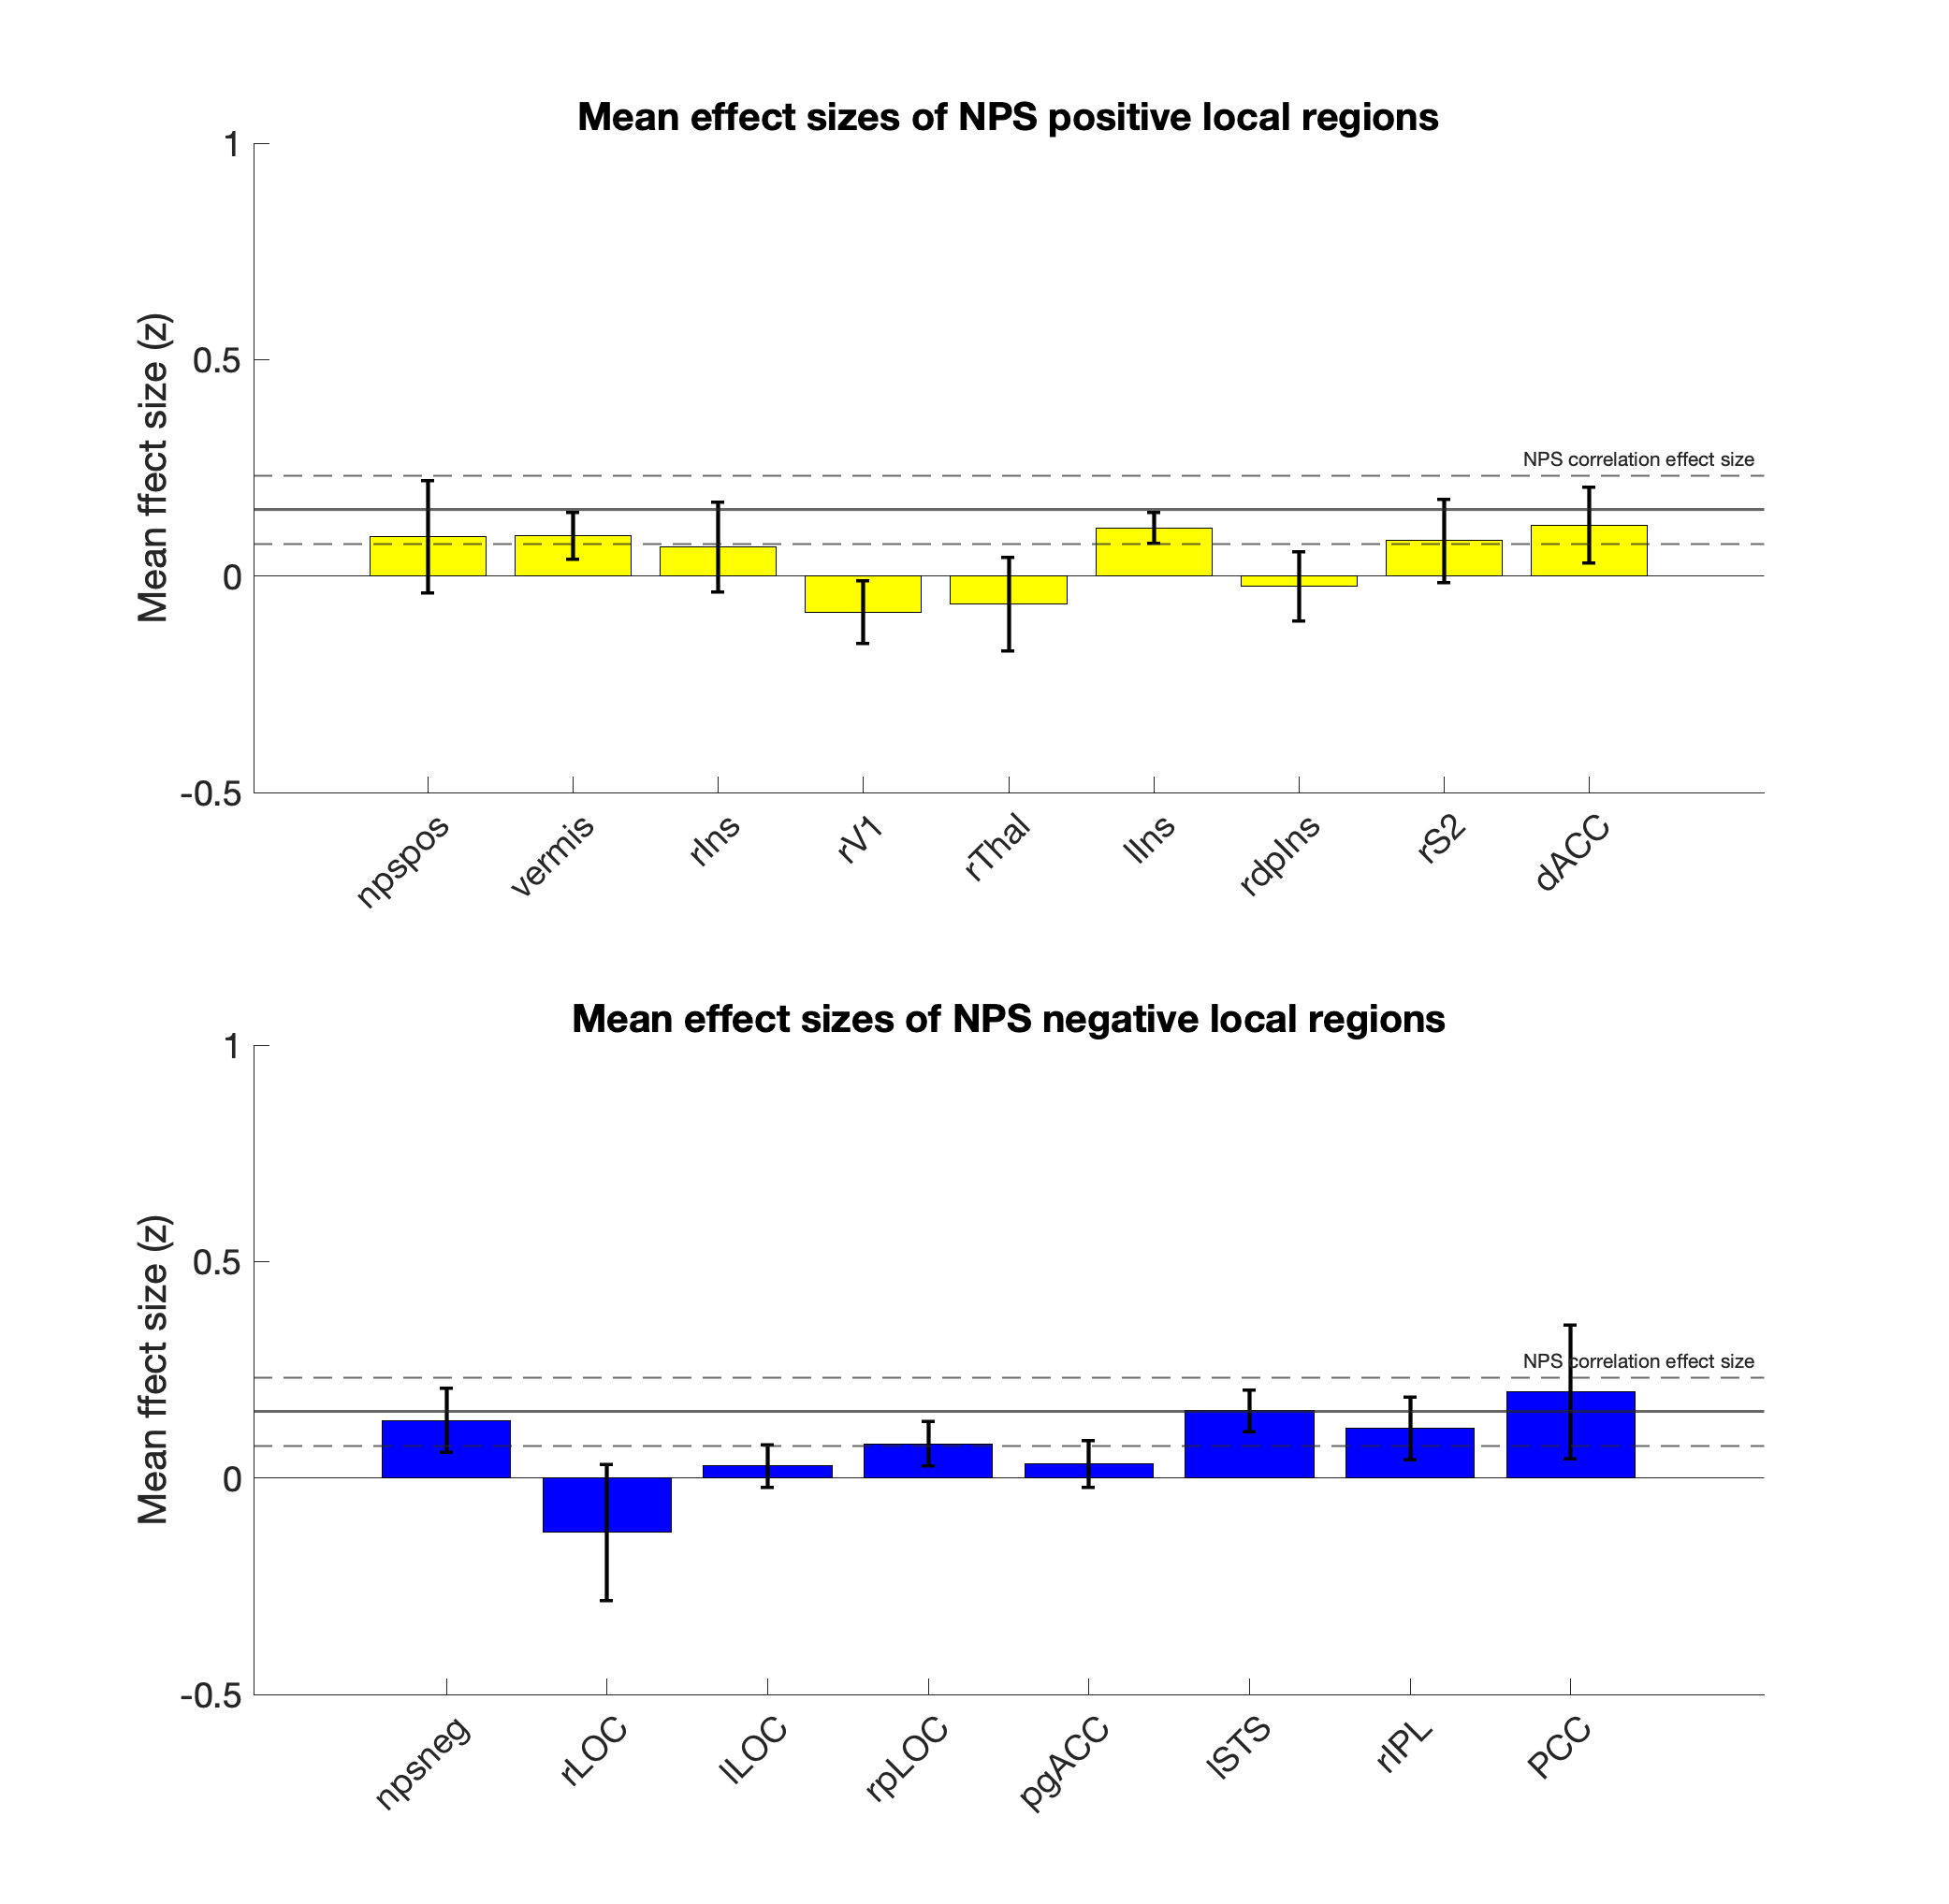 Mean effect sizes of NPS positive local regions
Mean ffect size (z)
1
0.5
0
-0.5
NPS correlation effect size
npspos
vermis
rIns
rV1
rThal
lIns
rdpIns
rS2
dACC
Mean effect sizes of NPS negative local regions
Mean ffect size (z)
1
0.5
0
-0.5
NPS correlation effect size
npsneg
rLOC
lLOC
rpLOC
pgACC
lSTS
rIPL
PCC